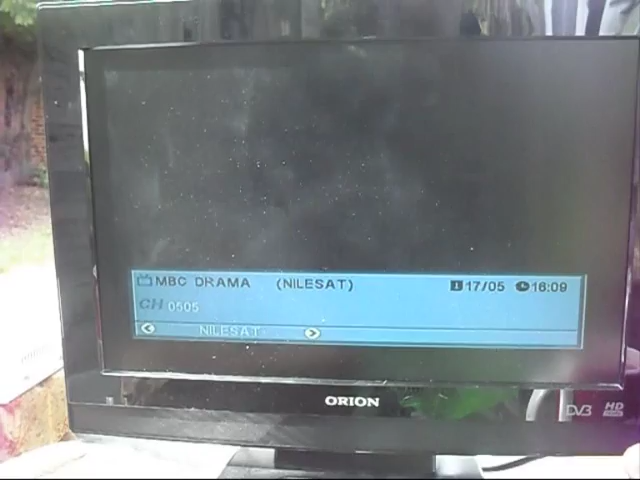 MBC DRAMA (NILESAT) 17/05 16:09
CH 0505
NILESAT
ORION
DVB HD